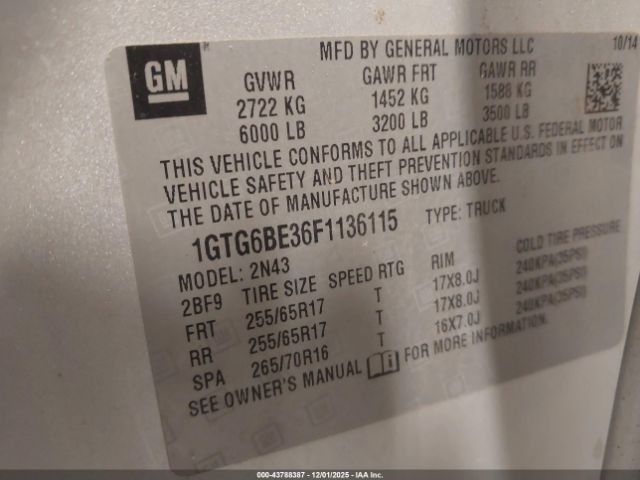 GM
MFD BY GENERAL MOTORS LLC 10/14
GVWR GAWR FRT GAWR RR
2722 KG 1452 KG 1588 KG
6000 LB 3200 LB 3500 LB
THIS VEHICLE CONFORMS TO ALL APPLICABLE U.S. FEDERAL MOTOR
VEHICLE SAFETY AND THEFT PREVENTION STANDARDS IN EFFECT ON
THE DATE OF MANUFACTURE SHOWN ABOVE.
1GTG6BE36F1136115 TYPE: TRUCK
MODEL: 2N43
2BF9 TIRE SIZE SPEED RTG RIM COLD TIRE PRESSURE
FRT 255/65R17 T 17X8.0J 240KPA(35PSI)
RR 255/65R17 T 17X8.0J 240KPA(35PSI)
SPA 265/70R16 T 16X7.0J 240KPA(35PSI)
SEE OWNER'S MANUAL FOR MORE INFORMATION.
000-43788387 - 12/01/2025 - IAA Inc.